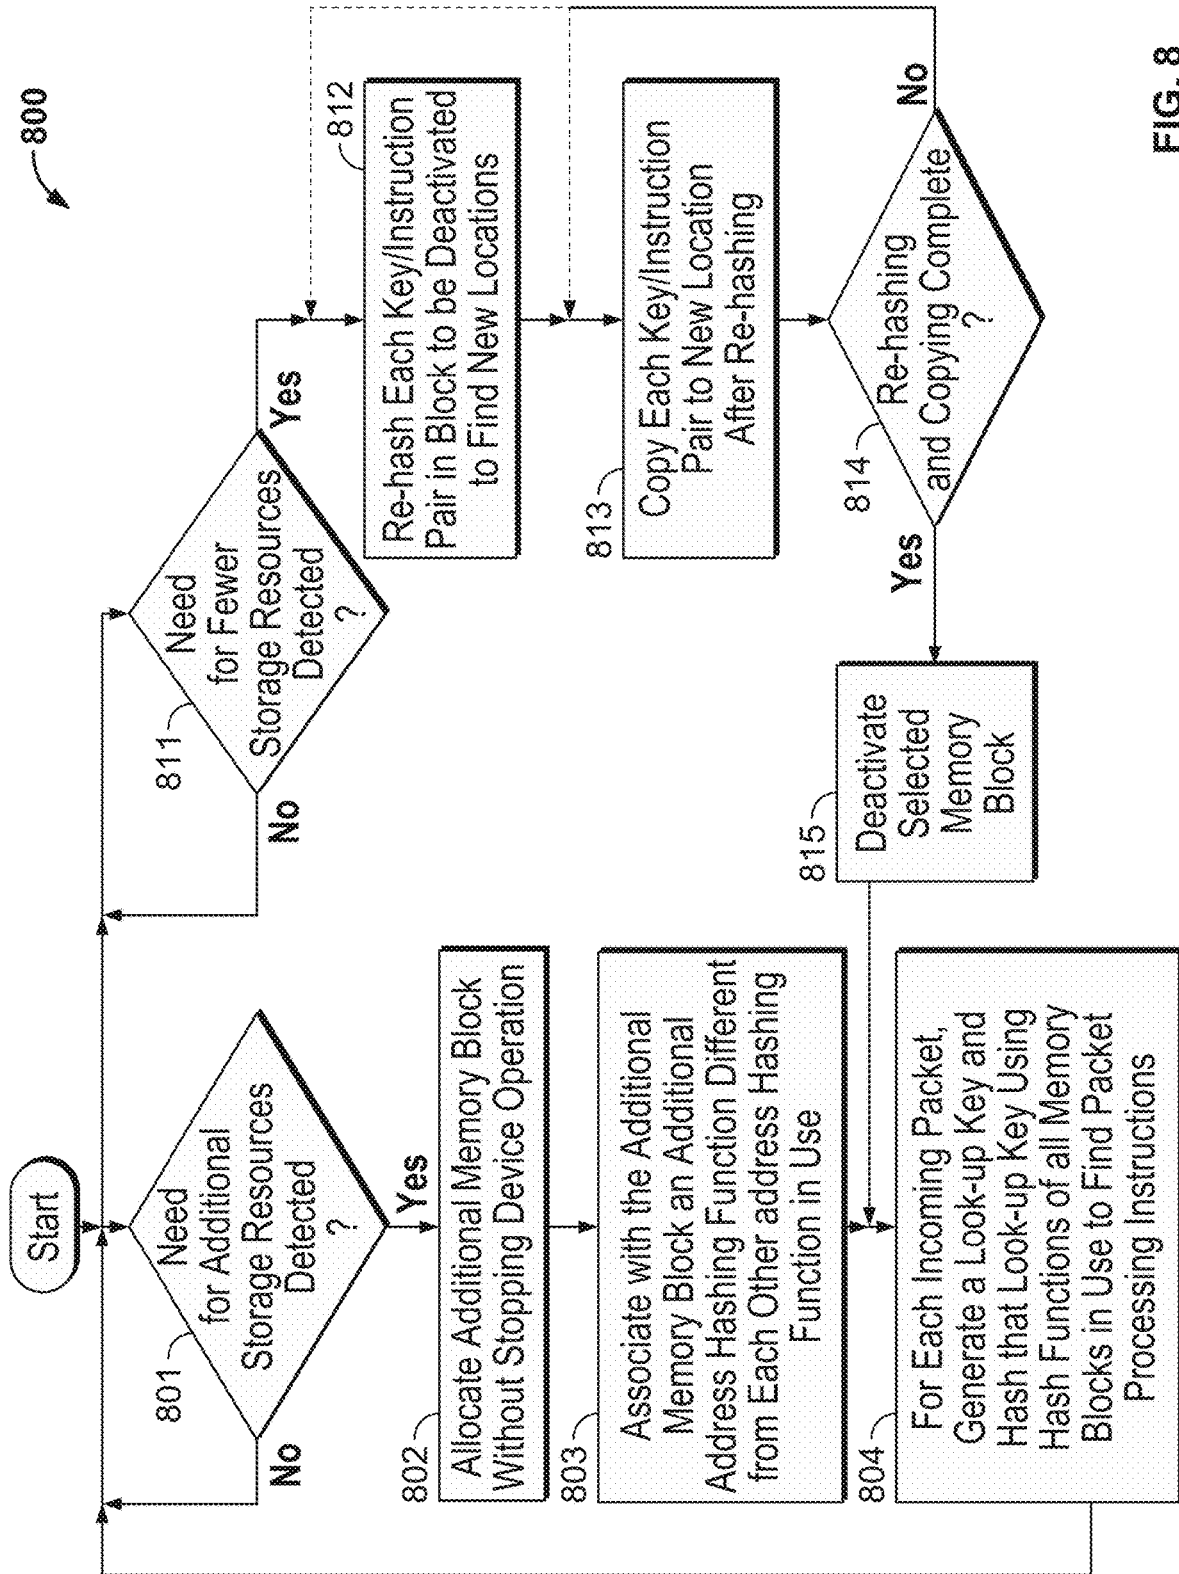 800
Start
801
Need
for Additional
Storage Resources
Detected
?
No
Yes
802
Allocate Additional Memory Block
Without Stopping Device Operation
803
Associate with the Additional
Memory Block an Additional
Address Hashing Function Different
from Each Other address Hashing
Function in Use
804
For Each Incoming Packet,
Generate a Look-up Key and
Hash that Look-up Key Using
Hash Functions of all Memory
Blocks in Use to Find Packet
Processing Instructions
811
Need
for Fewer
Storage Resources
Detected
?
No
Yes
812
Re-hash Each Key/Instruction
Pair in Block to be Deactivated
to Find New Locations
813
Copy Each Key/Instruction
Pair to New Location
After Re-hashing
814
Re-hashing
and Copying Complete
?
No
Yes
815
Deactivate
Selected
Memory
Block
FIG. 8